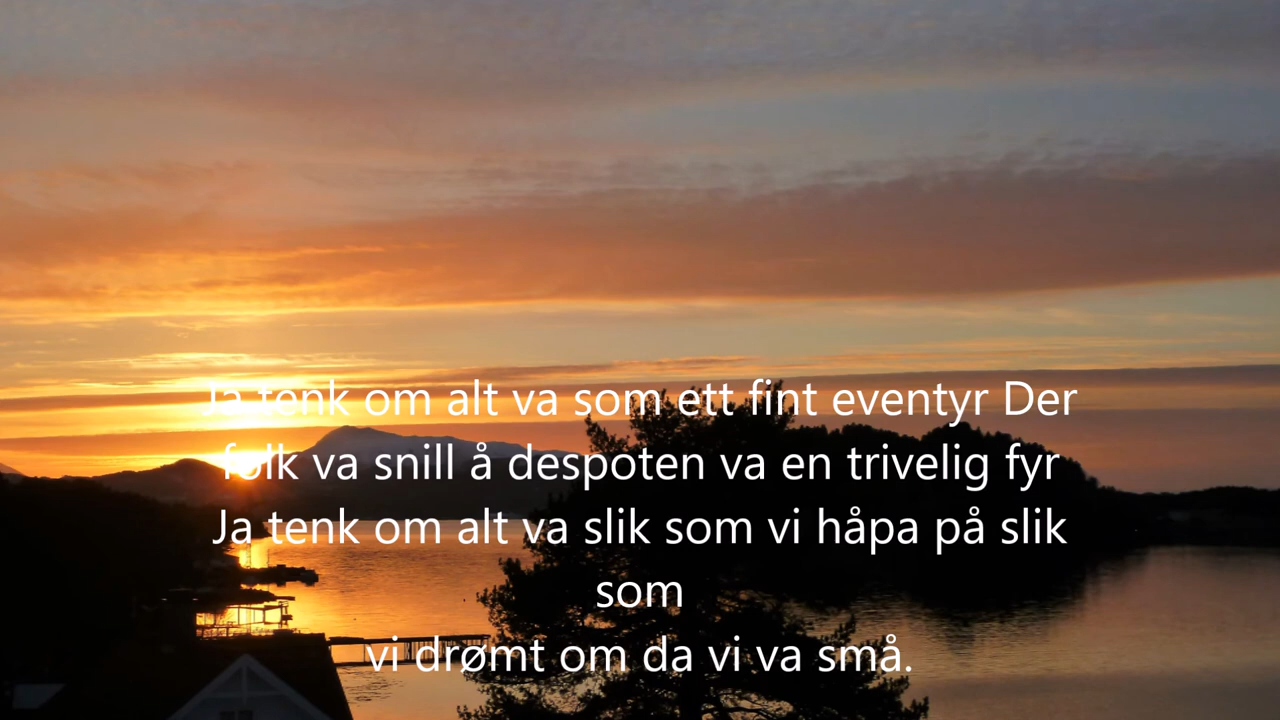 Ja tenk om alt va som ett fint eventyr Der
folk va snill å despoten va en trivelig fyr
Ja tenk om alt va slik som vi håpa på slik
som
vi drømt om da vi va små.